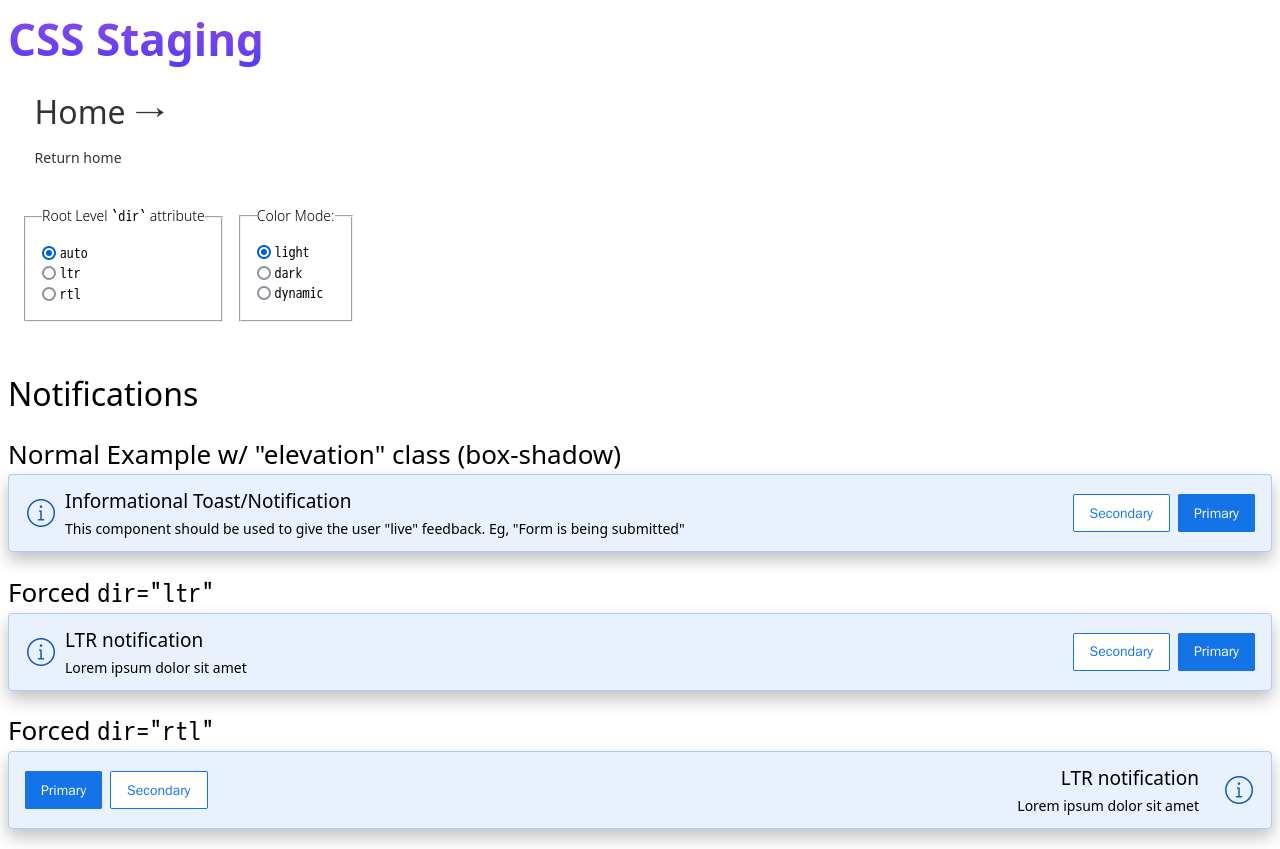 CSS Staging
Home →
Return home
Root Level `dir` attribute
auto
ltr
rtl
Color Mode:
light
dark
dynamic
Notifications
Normal Example w/ "elevation" class (box-shadow)
Informational Toast/Notification
This component should be used to give the user "live" feedback. Eg, "Form is being submitted"
Secondary Primary
Forced dir="ltr"
LTR notification
Lorem ipsum dolor sit amet
Secondary Primary
Forced dir="rtl"
Primary Secondary
LTR notification
Lorem ipsum dolor sit amet